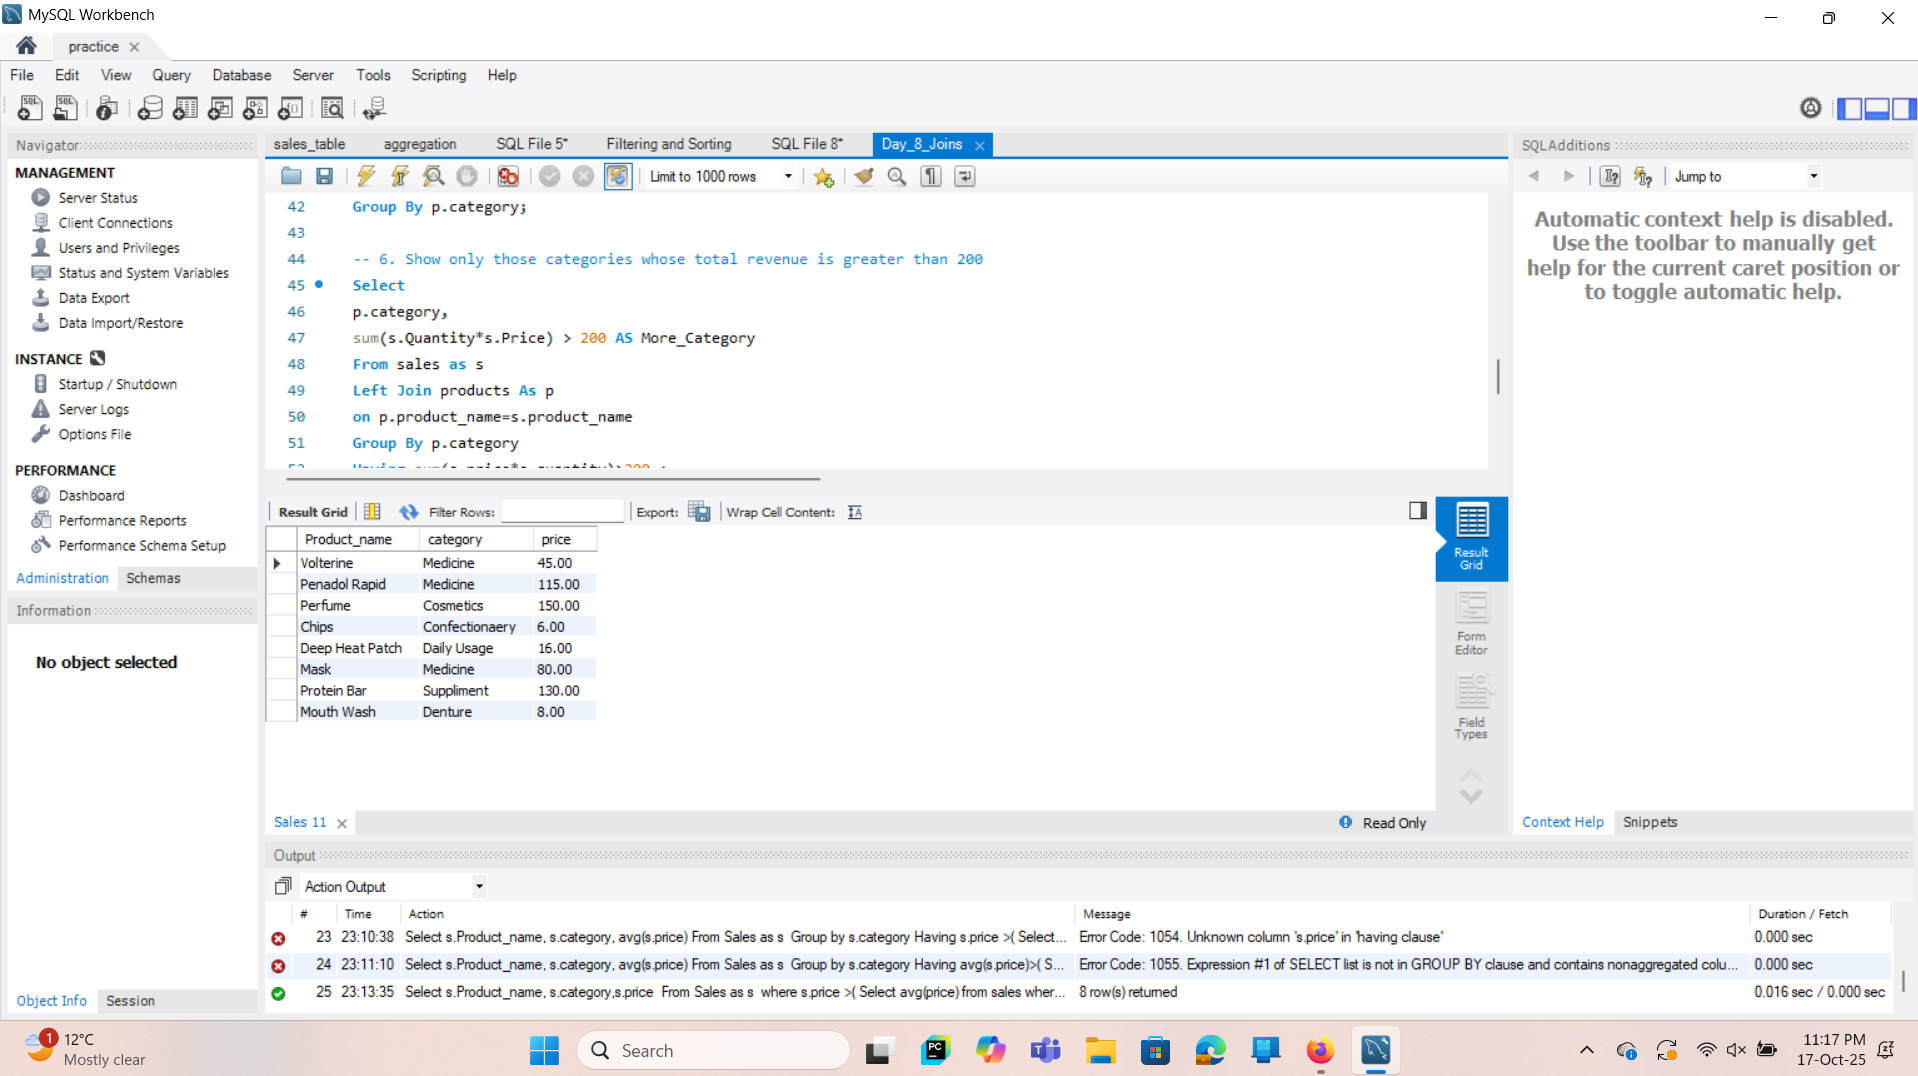 MySQL Workbench
practice
File Edit View Query Database Server Tools Scripting Help
Navigator
MANAGEMENT
Server Status
Client Connections
Users and Privileges
Status and System Variables
Data Export
Data Import/Restore
INSTANCE
Startup / Shutdown
Server Logs
Options File
PERFORMANCE
Dashboard
Performance Reports
Performance Schema Setup
Administration Schemas
Information
No object selected
Object Info Session
sales_table aggregation SQL File 5* Filtering and Sorting SQL File 8* Day_8_Joins
Limit to 1000 rows
42 Group By p.category;
43
44 -- 6. Show only those categories whose total revenue is greater than 200
45 Select
46 p.category,
47 sum(s.Quantity*s.Price) > 200 AS More_Category
48 From sales as s
49 Left Join products As p
50 on p.product_name=s.product_name
51 Group By p.category
52 Having sum(s.price*s.quantity)>200 ;
Result Grid Filter Rows: Export: Wrap Cell Content:
Product_name category price
Volterine Medicine 45.00
Penadol Rapid Medicine 115.00
Perfume Cosmetics 150.00
Chips Confectionaery 6.00
Deep Heat Patch Daily Usage 16.00
Mask Medicine 80.00
Protein Bar Suppliment 130.00
Mouth Wash Denture 8.00
Result
Grid
Form
Editor
Field
Types
Sales 11
Read Only
SQLAdditions
Jump to
Automatic context help is disabled.
Use the toolbar to manually get
help for the current caret position or
to toggle automatic help.
Context Help Snippets
Output
Action Output
# Time Action Message Duration / Fetch
23 23:10:38 Select s.Product_name, s.category, avg(s.price) From Sales as s Group by s.category Having s.price >( Select... Error Code: 1054. Unknown column 's.price' in 'having clause' 0.000 sec
24 23:11:10 Select s.Product_name, s.category, avg(s.price) From Sales as s Group by s.category Having avg(s.price)>( S... Error Code: 1055. Expression #1 of SELECT list is not in GROUP BY clause and contains nonaggregated colu... 0.000 sec
25 23:13:35 Select s.Product_name, s.category,s.price From Sales as s where s.price >( Select avg(price) from sales wher... 8 row(s) returned 0.016 sec / 0.000 sec
1
12°C
Mostly clear
Search
11:17 PM
17-Oct-25